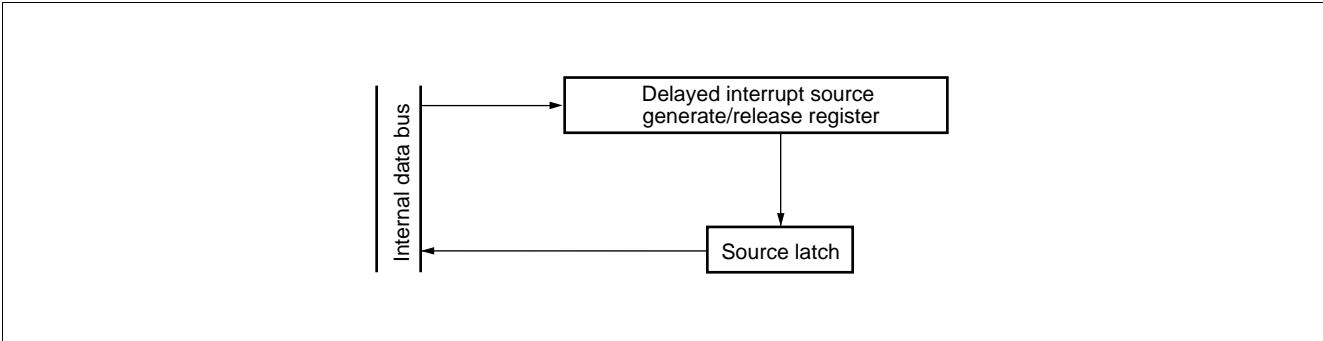 Internal data bus
Delayed interrupt source
generate/release register
Source latch